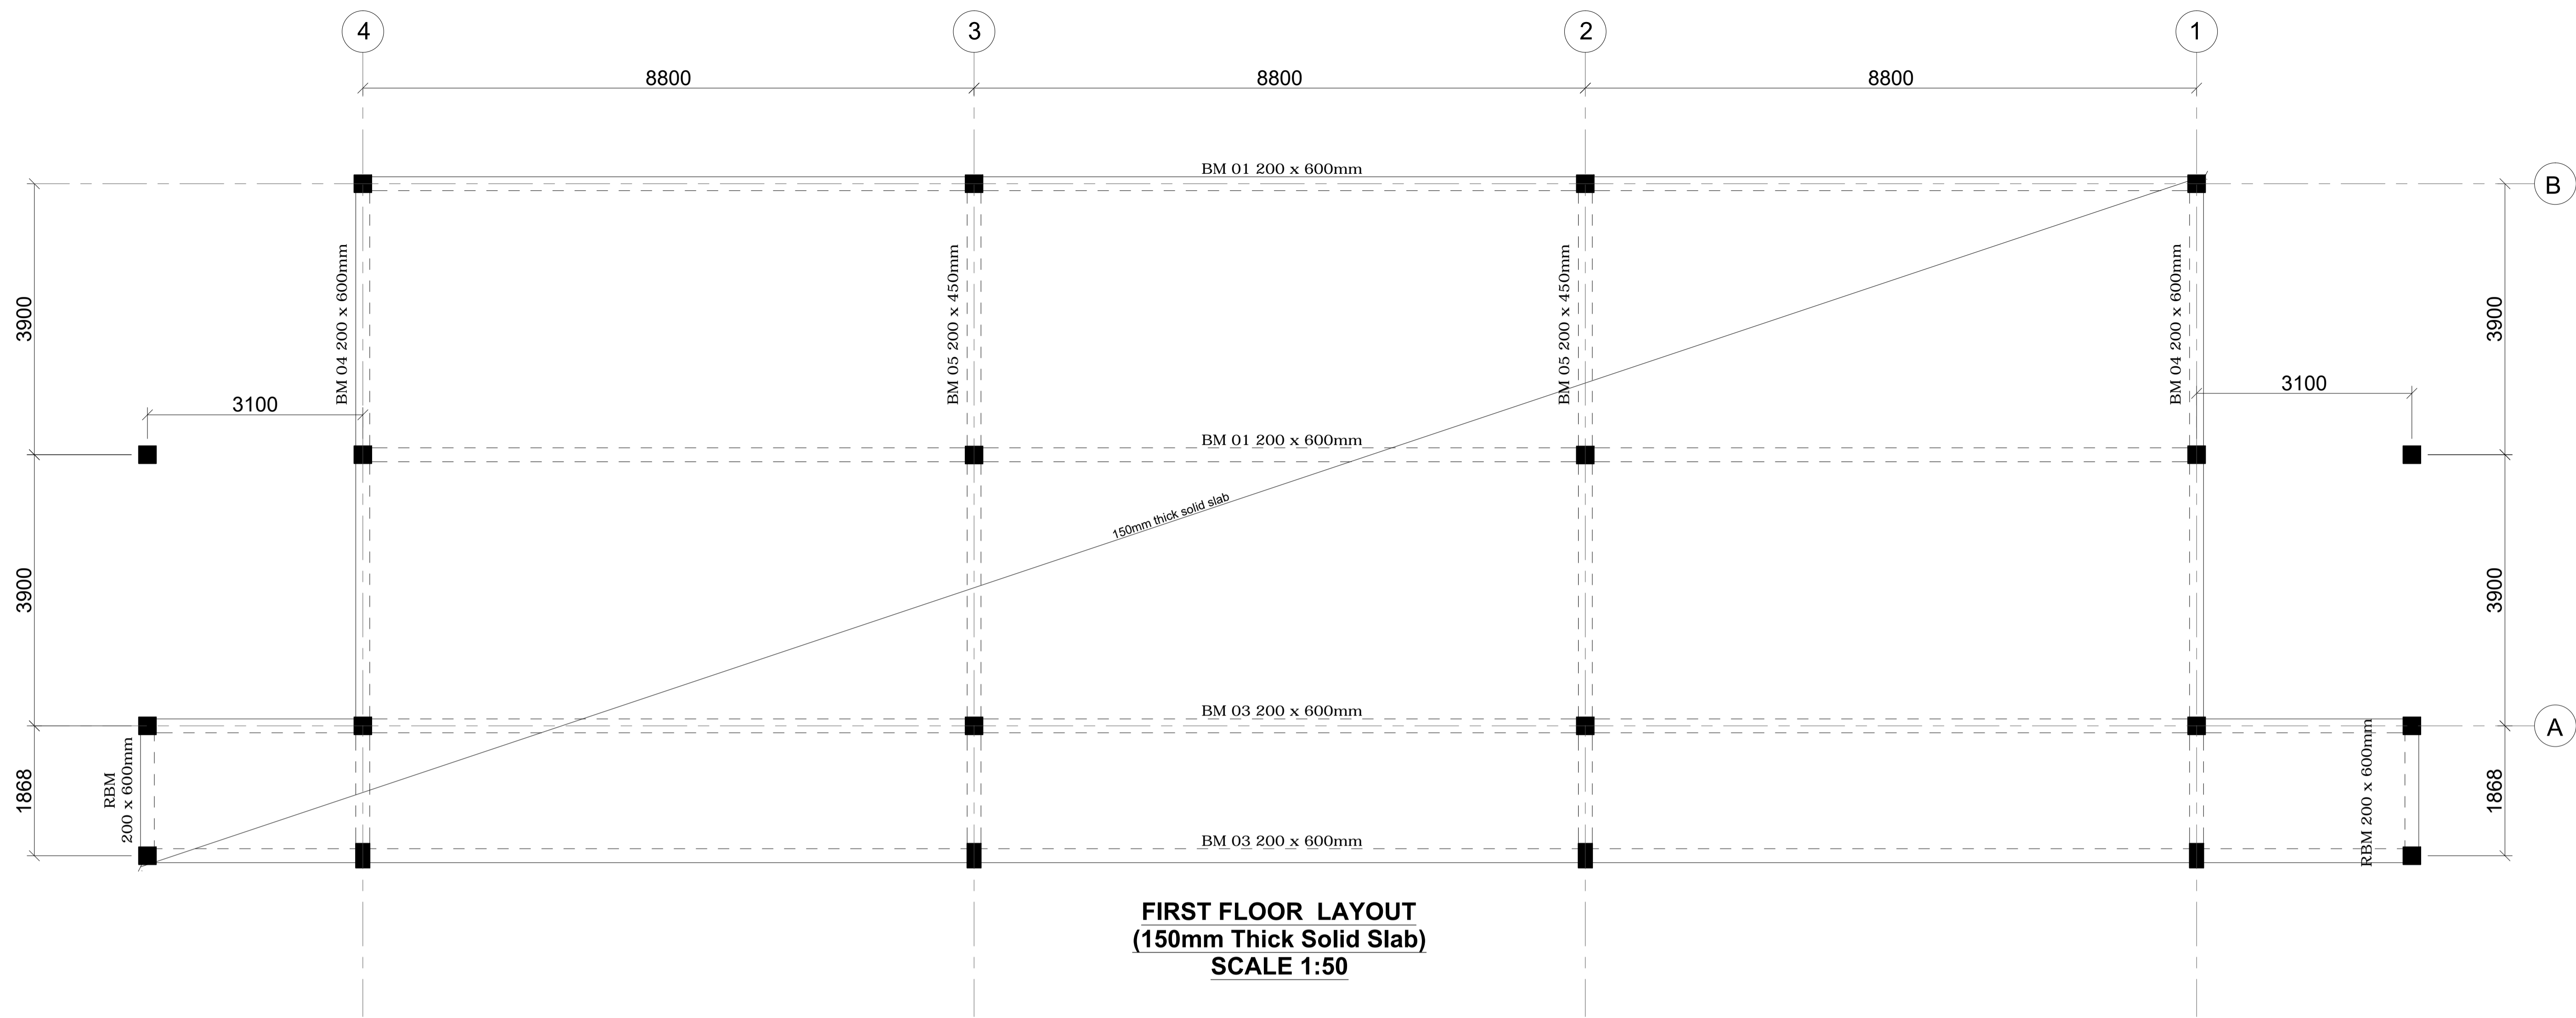 4
3
2
1
8800
8800
8800
BM 01 200 x 600mm
B
3900
BM 04 200 x 600mm
BM 05 200 x 450mm
BM 05 200 x 450mm
BM 04 200 x 600mm
3900
3100
3100
BM 01 200 x 600mm
150mm thick solid slab
3900
3900
BM 03 200 x 600mm
A
1868
RBM
200 x 600mm
RBM 200 x 600mm
1868
BM 03 200 x 600mm
FIRST FLOOR LAYOUT
(150mm Thick Solid Slab)
SCALE 1:50